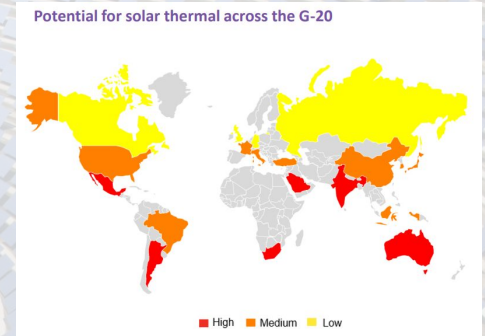 Potential for solar thermal across the G-20
High Medium Low